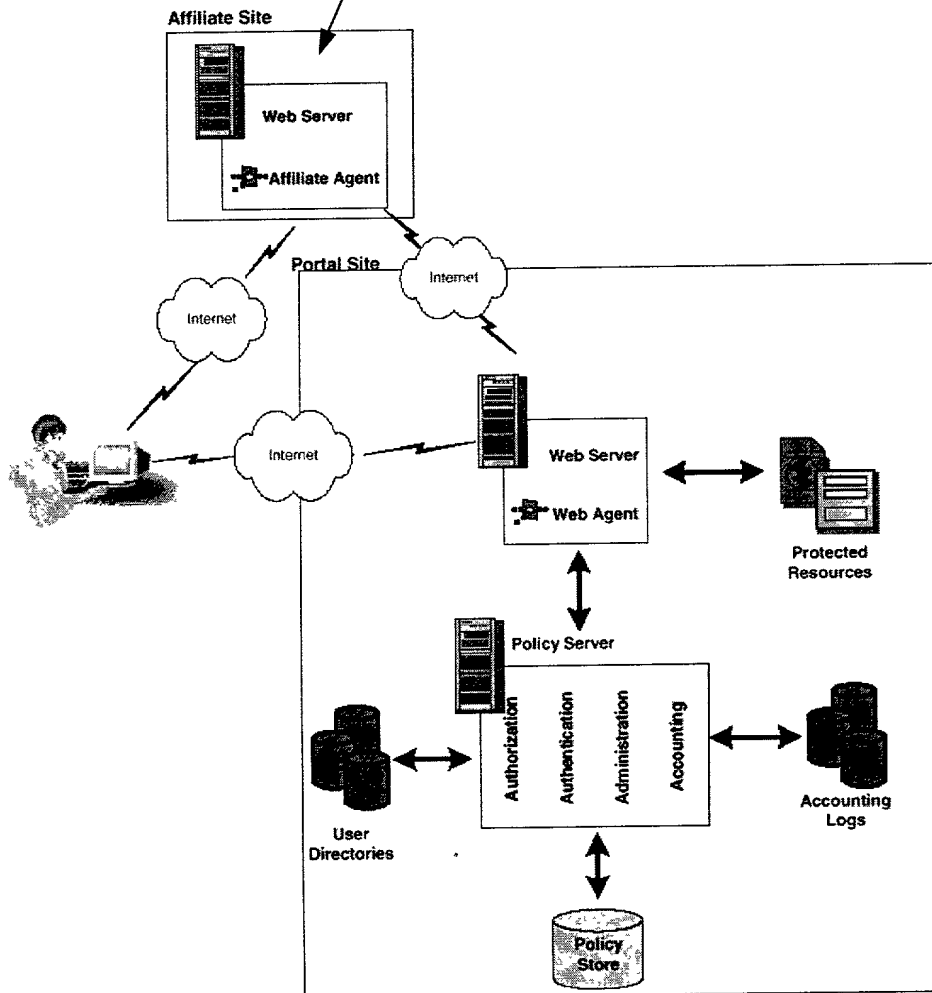 Affiliate Site
Web Server
Affiliate Agent
Portal Site
Internet
Internet
Internet
Web Server
Web Agent
Protected
Resources
Policy Server
Authorization
Authentication
Administration
Accounting
User
Directories
Accounting
Logs
Policy
Store